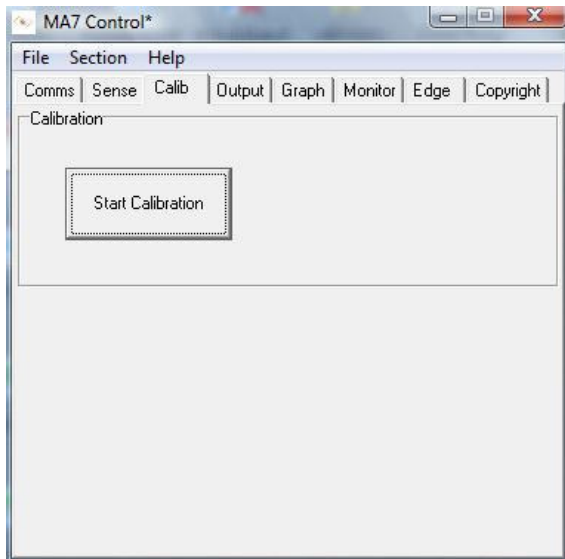 MA7 Control*
File Section Help
Comms Sense Calib Output Graph Monitor Edge Copyright
Calibration
Start Calibration